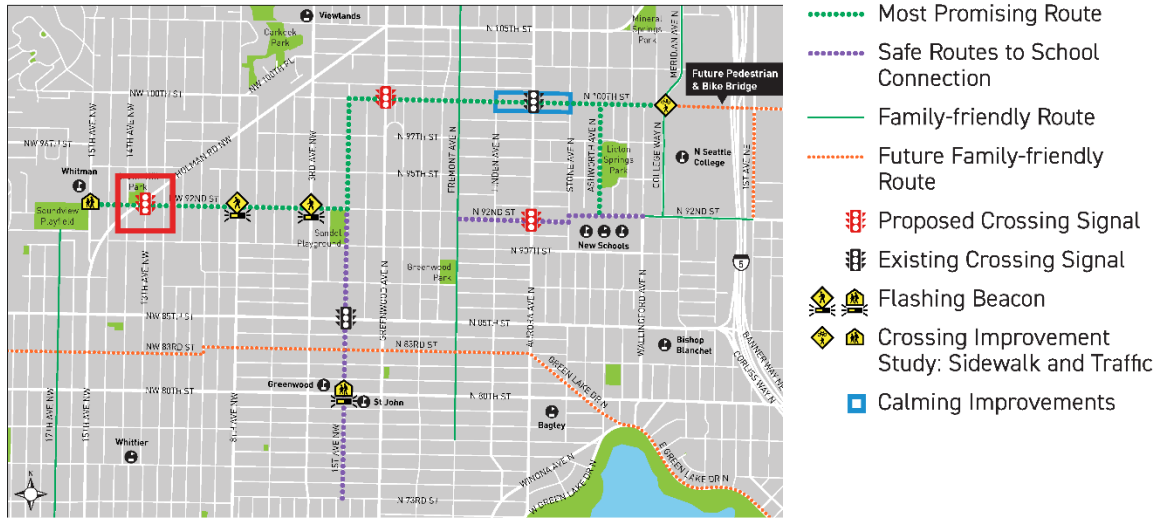 Viewlands
Carkeek
Park
NW 100TH PL
N 105TH ST
Mineral
Springs
Park
MERIDIAN AVE N
Future Pedestrian
& Bike Bridge
NW 100TH ST
N 100TH ST
15TH AVE NW
14TH AVE NW
HOLMAN RD NW
3RD AVE NW
N 97TH ST
N 95TH ST
FREMONT AVE N
LINDEN AVE N
STONE AVE N
ASHWORTH AVE N
Licton
Springs
Park
COLLEGE WAY N
N Seattle
College
1ST AVE NE
Whitman
Park
NW 92ND ST
Soundview
Playfield
Sandel
Playground
N 92ND ST
N 92ND ST
New Schools
N 90TH ST
Greenwood
Park
13TH AVE NW
GREENWOOD AVE N
AURORA AVE N
WALLINGFORD AVE N
5
NW 85TH ST
N 85TH ST
NW 83RD ST
N 83RD ST
Bishop
Blanchet
BANNER WAY NE
CORLISS WAY N
GREEN LAKE DR N
NW 80TH ST
Greenwood
St John
N 80TH ST
Bagley
17TH AVE NW
15TH AVE NW
8TH AVE NW
1ST AVE NW
Whittier
WINONA AVE N
W GREEN LAKE DR N
E GREEN LAKE DR N
N 73RD ST
N
Most Promising Route
Safe Routes to School
Connection
Family-friendly Route
Future Family-friendly
Route
Proposed Crossing Signal
Existing Crossing Signal
Flashing Beacon
Crossing Improvement
Study: Sidewalk and Traffic
Calming Improvements